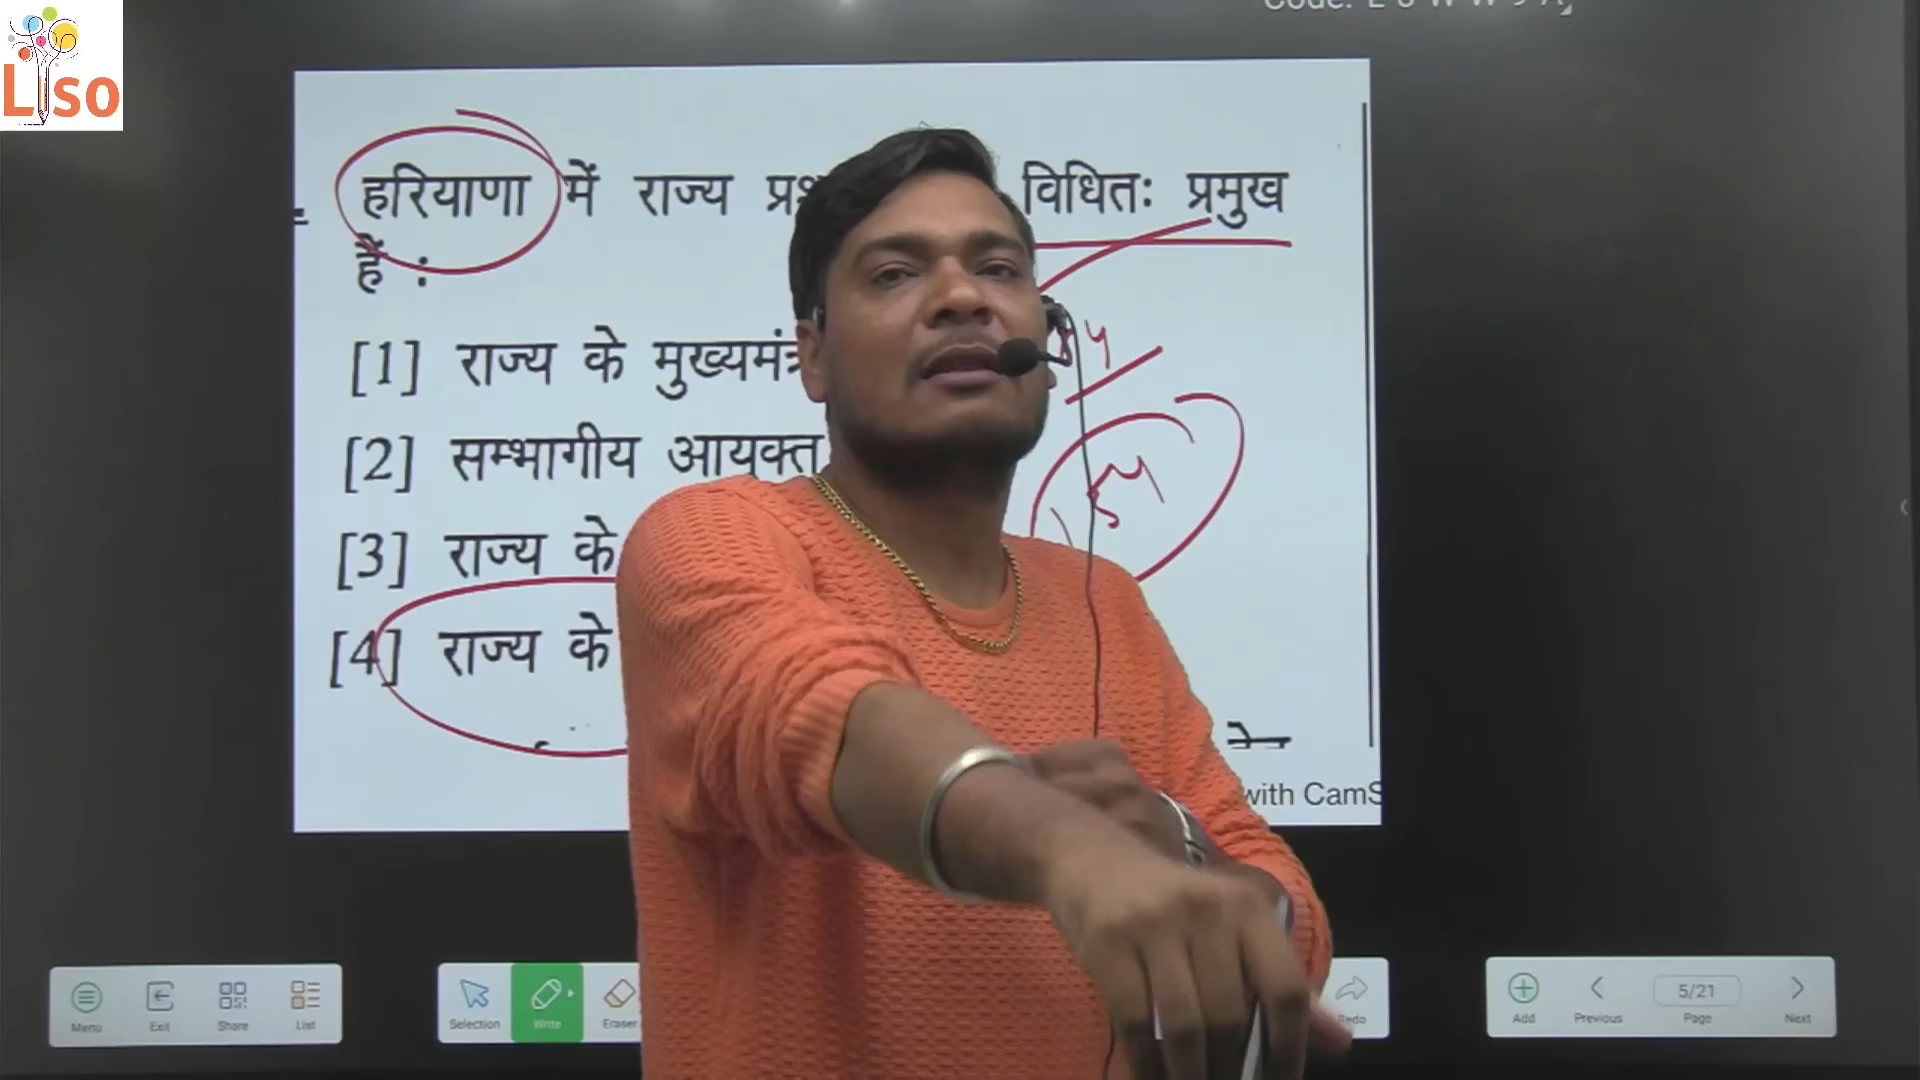 Liso
हरियाणा में राज्य विधितः प्रमुख
हैं :
[1] राज्य के
[2] सम्भागीय आयुक्त
[3] राज्य के
[4] राज्य के
154
with CamS
Menu Exit Share List
Selection Write Eraser Redo
Add Previous 5/21 Page Next